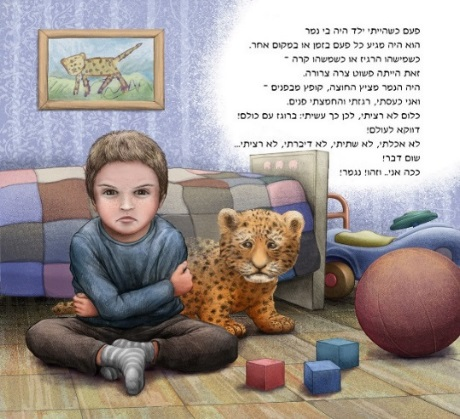 פעם כשהייתי ילד היה בי נמר
הוא היה מגיע כל פעם בזמן או במקום אחר.
כשמישהו הרגיז או כשמשהו קרה -
זאת הייתה פשוט צרה צרורה.
היה הנמר מציץ החוצה, קופץ מבפנים -
ואני כעסתי, רגזתי והחמצתי פנים.
כלום לא רציתי, לכן כך עשיתי: ברוגז עם כולם!
דווקא לעולם!
לא אכלתי, לא שתיתי, לא דיברתי, לא רציתי...
שום דבר!
ככה אני.. וזהו! נגמר!